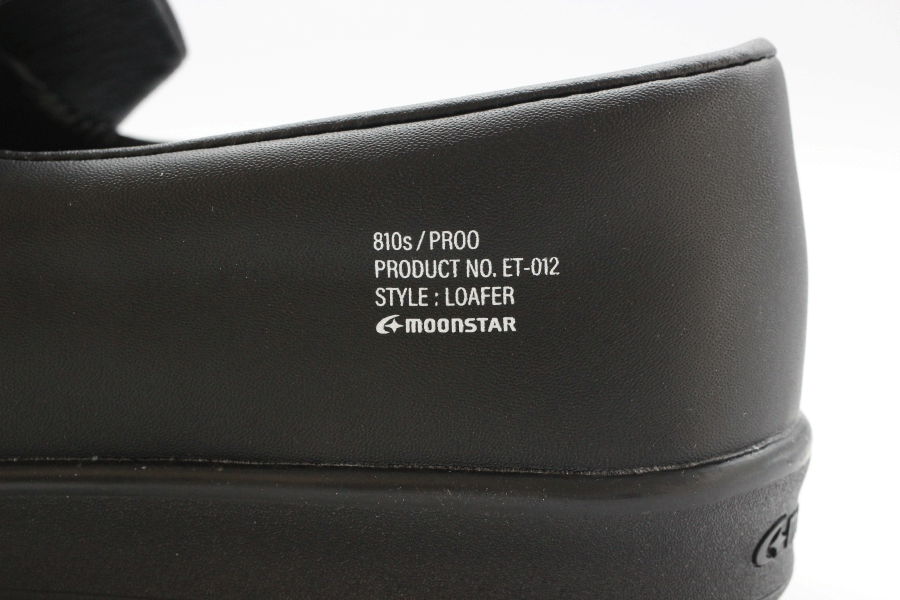 810s / PROO
PRODUCT NO. ET-012
STYLE : LOAFER
MOONSTAR